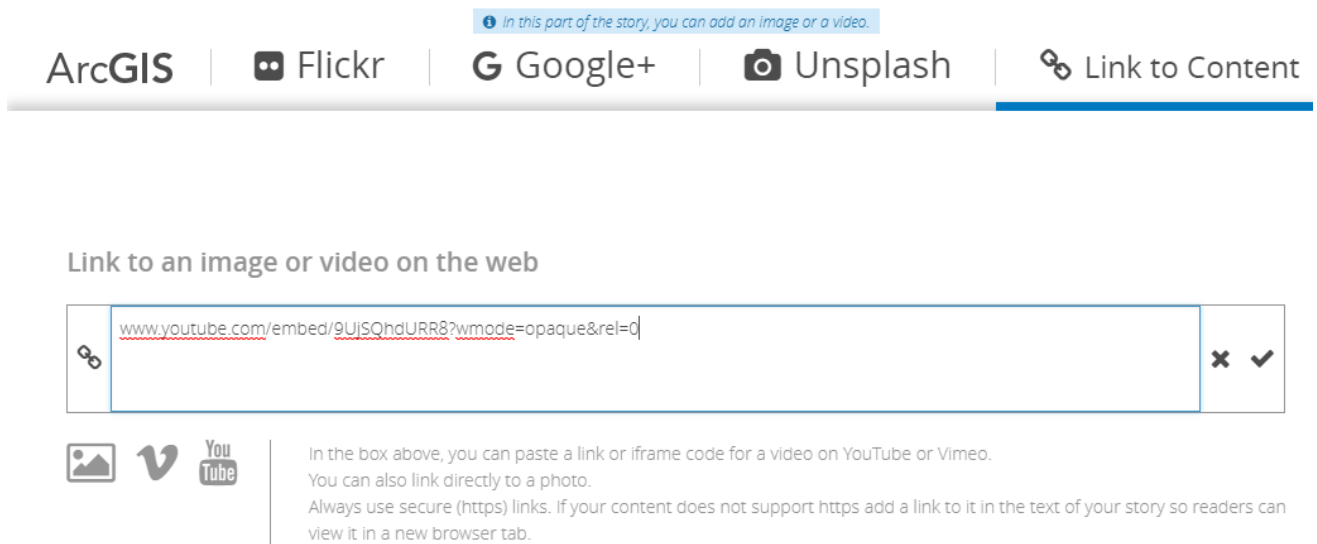 In this part of the story, you can add an image or a video.
ArcGIS Flickr G Google+ Unsplash Link to Content
Link to an image or video on the web
www.youtube.com/embed/9UjSQhdURR8?wmode=opaque&rel=0
You Tube
In the box above, you can paste a link or iframe code for a video on YouTube or Vimeo.
You can also link directly to a photo.
Always use secure (https) links. If your content does not support https add a link to it in the text of your story so readers can
view it in a new browser tab.